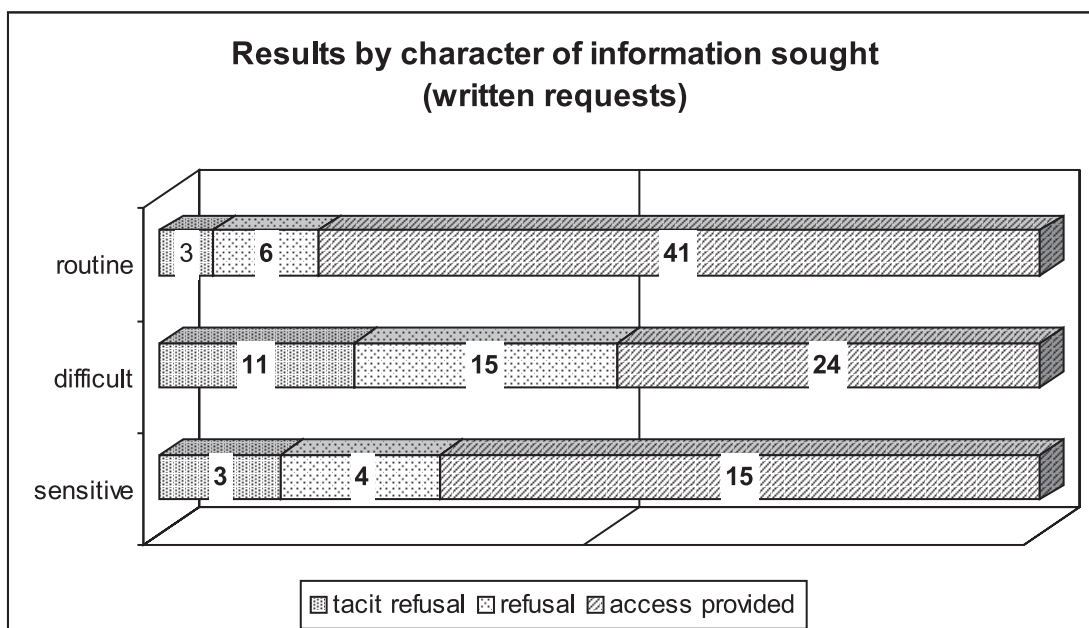 Results by character of information sought
(written requests)
routine
3 6 41
difficult
11 15 24
sensitive
3 4 15
tacit refusal refusal access provided